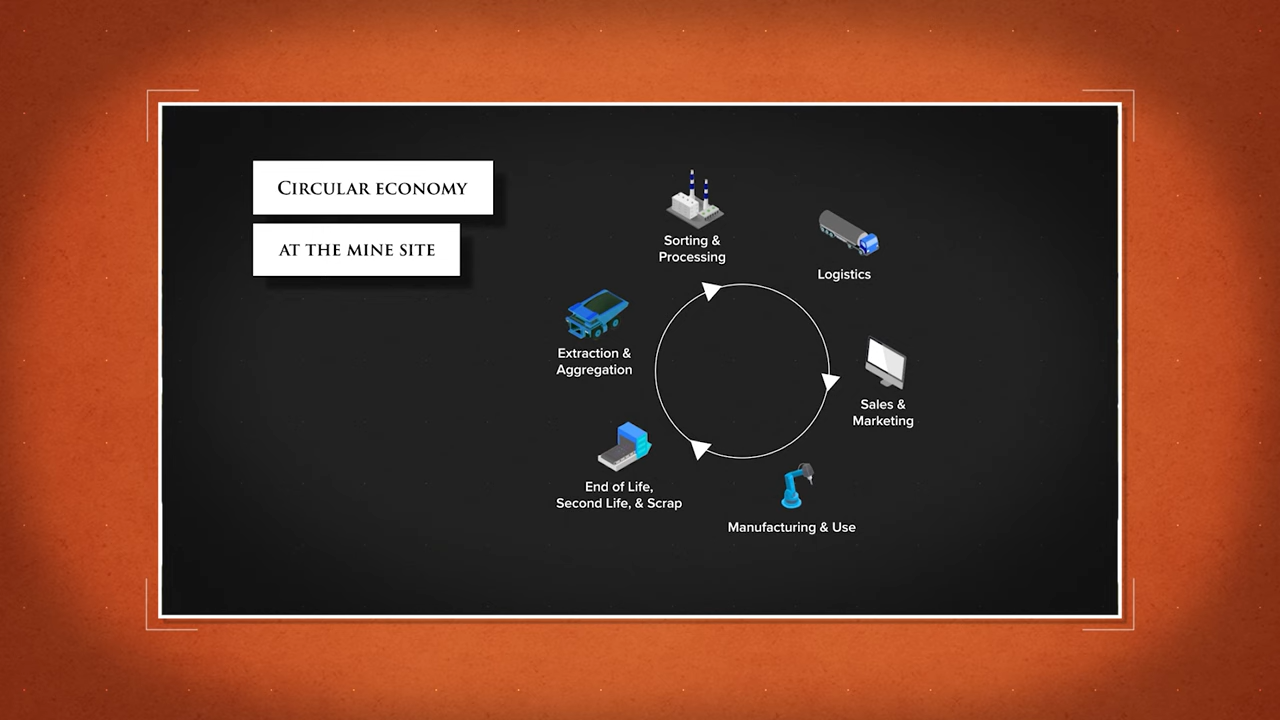 Circular economy
at the mine site
Sorting &
Processing
Logistics
Extraction &
Aggregation
Sales &
Marketing
End of Life,
Second Life, & Scrap
Manufacturing & Use